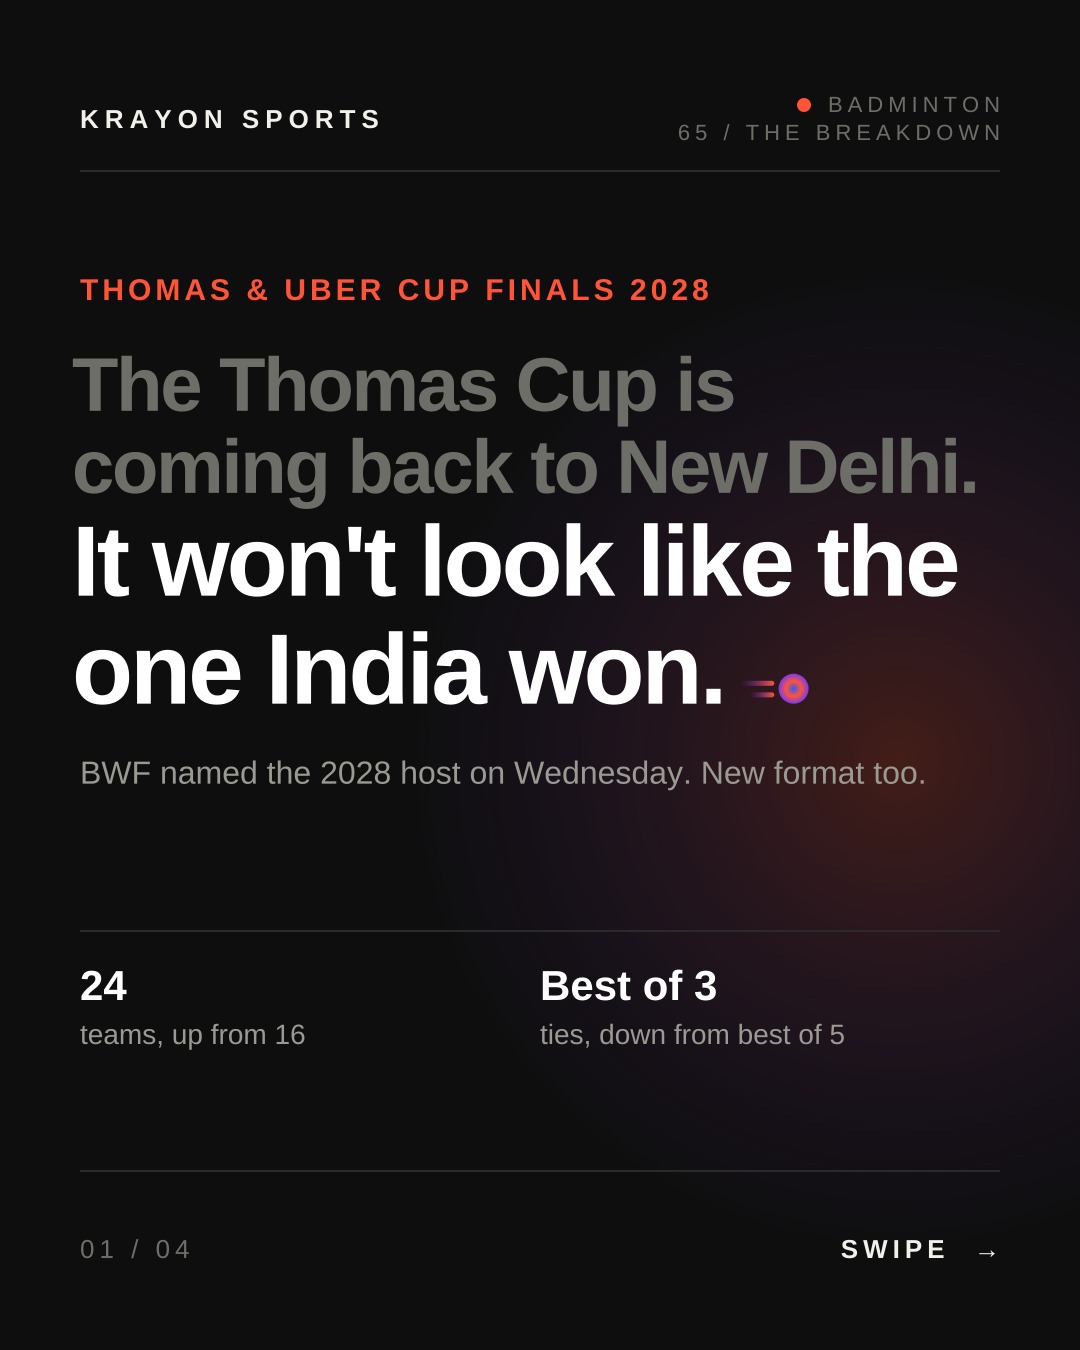 KRAYON SPORTS
BADMINTON
65 / THE BREAKDOWN
THOMAS & UBER CUP FINALS 2028
The Thomas Cup is
coming back to New Delhi.
It won't look like the
one India won.
BWF named the 2028 host on Wednesday. New format too.
24
teams, up from 16
Best of 3
ties, down from best of 5
01 / 04
SWIPE →